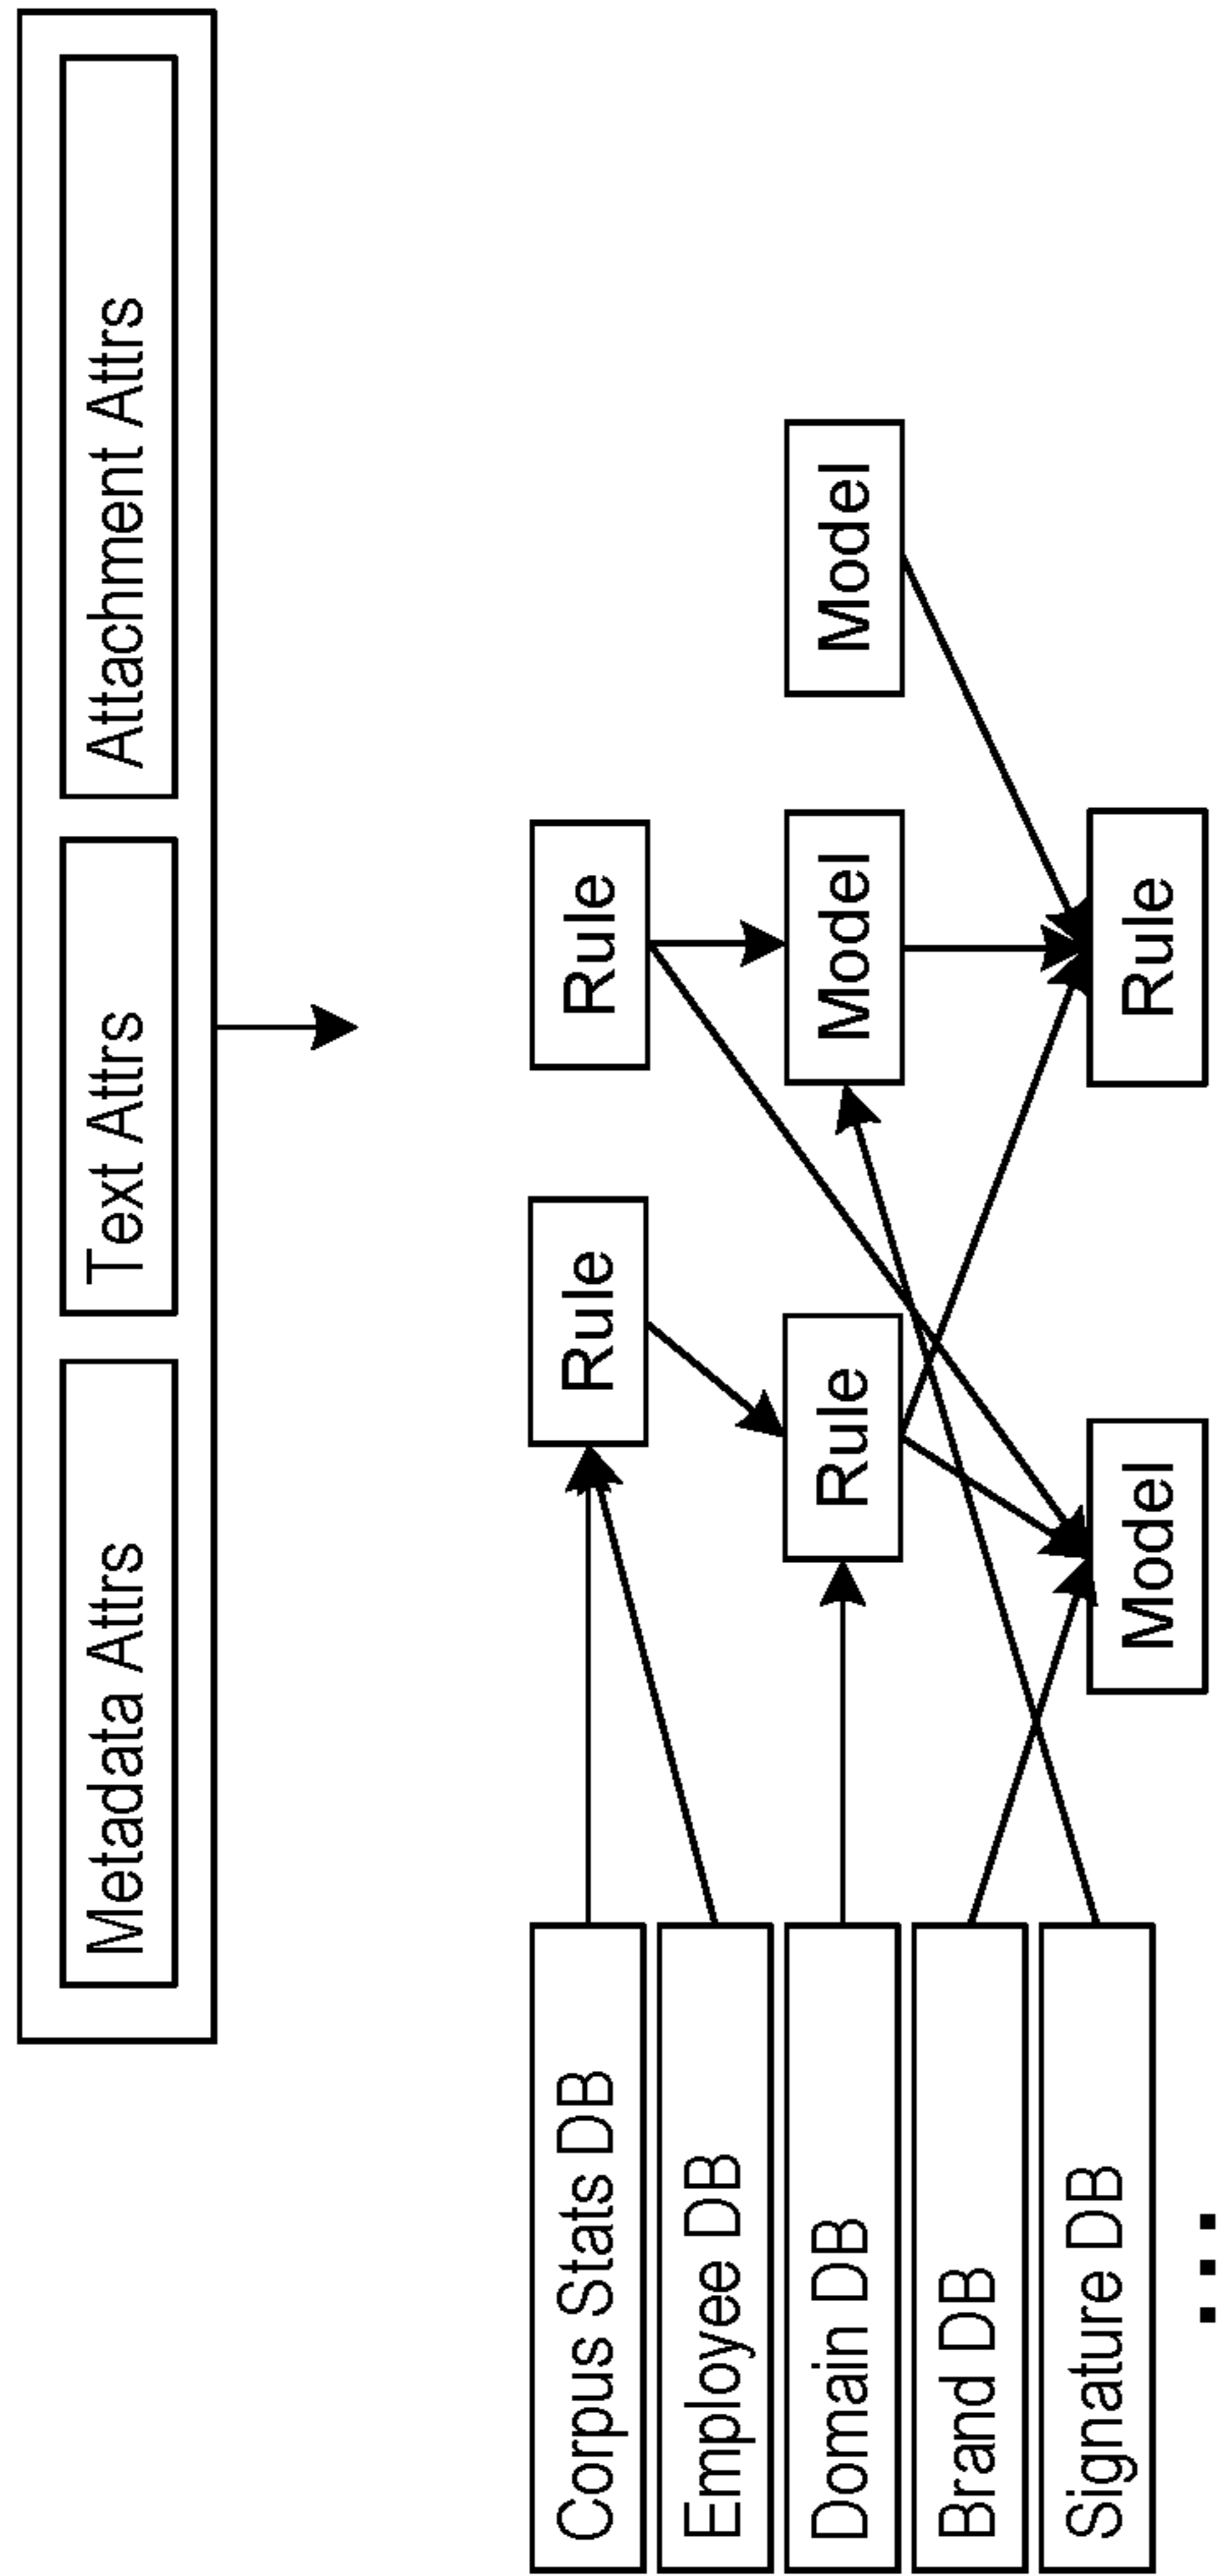 Metadata Attrs
Text Attrs
Attachment Attrs
Corpus Stats DB
Employee DB
Domain DB
Brand DB
Signature DB
...
Rule
Rule
Rule
Model
Model
Model
Rule